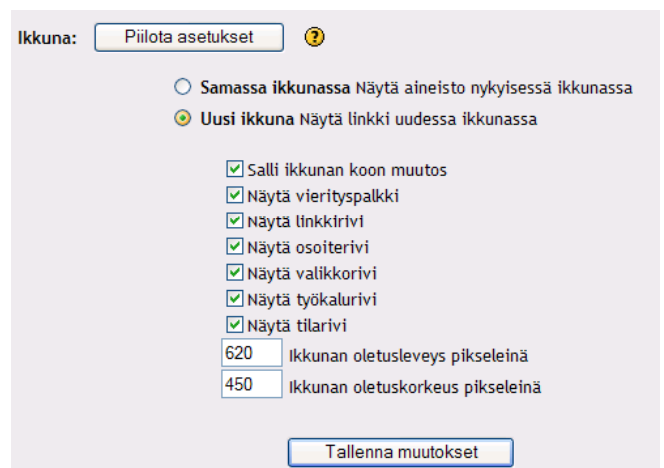 Ikkuna: Piilota asetukset ?
Samassa ikkunassa Näytä aineisto nykyisessä ikkunassa
Uusi ikkuna Näytä linkki uudessa ikkunassa
Salli ikkunan koon muutos
Näytä vierityspalkki
Näytä linkkirivi
Näytä osoiterivi
Näytä valikkorivi
Näytä työkalurivi
Näytä tilarivi
620 Ikkunan oletusleveys pikseleinä
450 Ikkunan oletuskorkeus pikseleinä
Tallenna muutokset